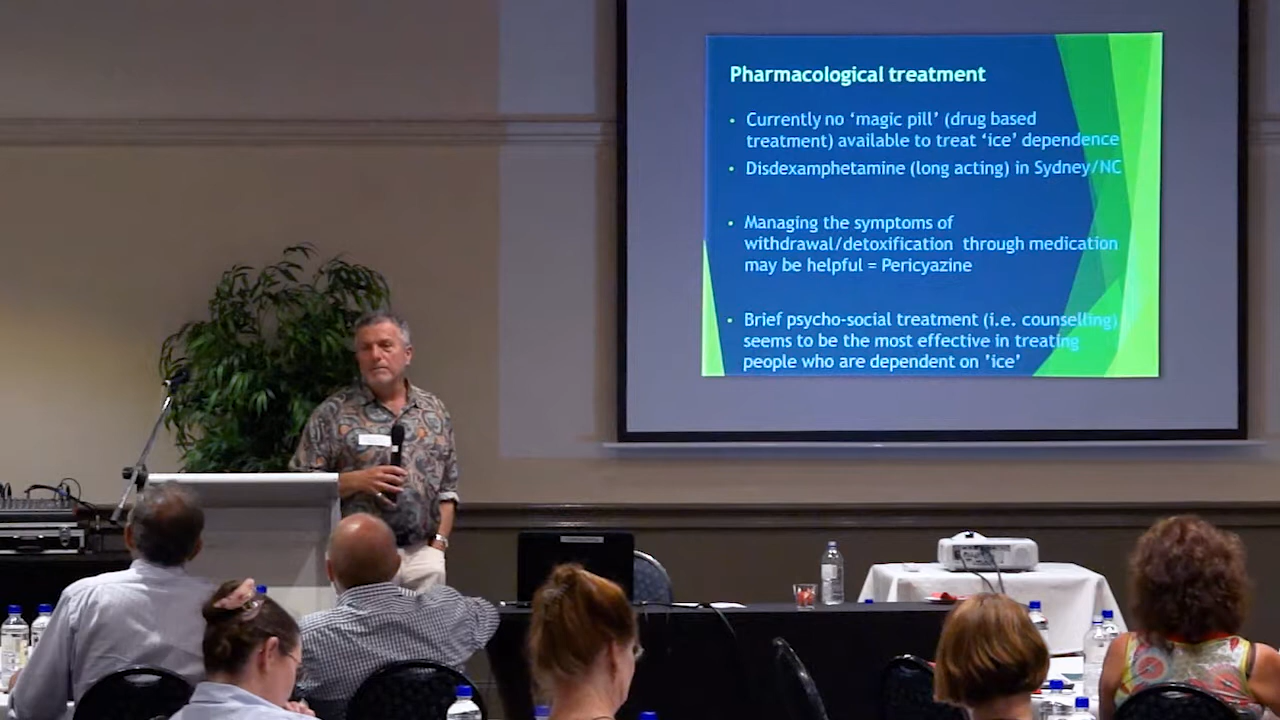 Pharmacological treatment
• Currently no ‘magic pill’ (drug based
treatment) available to treat ‘ice’ dependence
• Disdexamphetamine (long acting) in Sydney/NC
• Managing the symptoms of
withdrawal/detoxification through medication
may be helpful = Pericyazine
• Brief psycho-social treatment (i.e. counselling)
seems to be the most effective in treating
people who are dependent on ’ice’